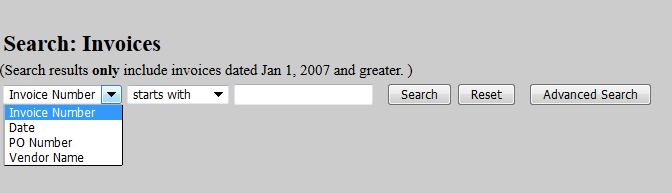 Search: Invoices
(Search results only include invoices dated Jan 1, 2007 and greater. )
Invoice Number starts with Search Reset Advanced Search
Invoice Number
Date
PO Number
Vendor Name